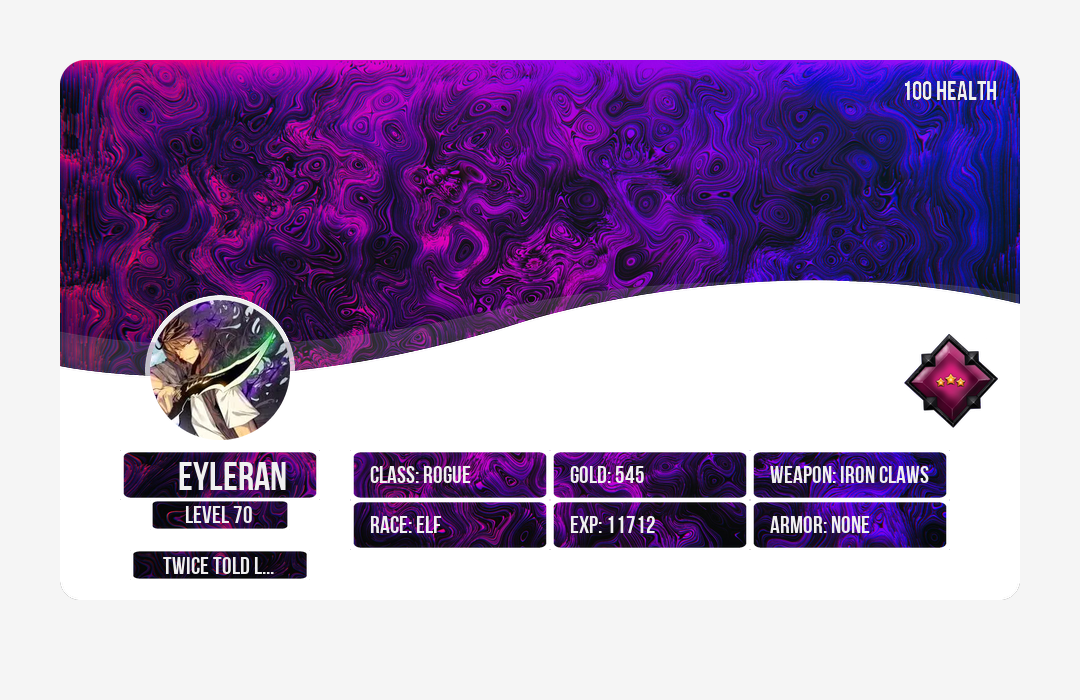 100 HEALTH
EYLERAN
LEVEL 70
TWICE TOLD L...
CLASS: ROGUE
GOLD: 545
WEAPON: IRON CLAWS
RACE: ELF
EXP: 11712
ARMOR: NONE